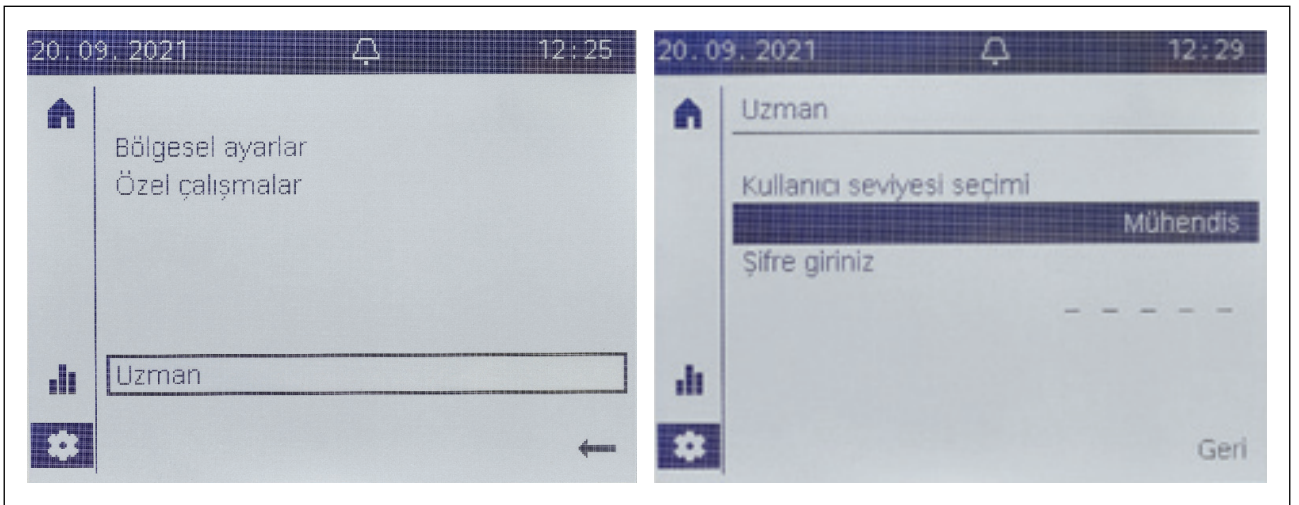 20.09.2021 12:25
Bölgesel ayarlar
Özel çalışmalar
Uzman
20.09.2021 12:29
Uzman
Kullanıcı seviyesi seçimi
Mühendis
Şifre giriniz
_ _ _ _ _
Geri